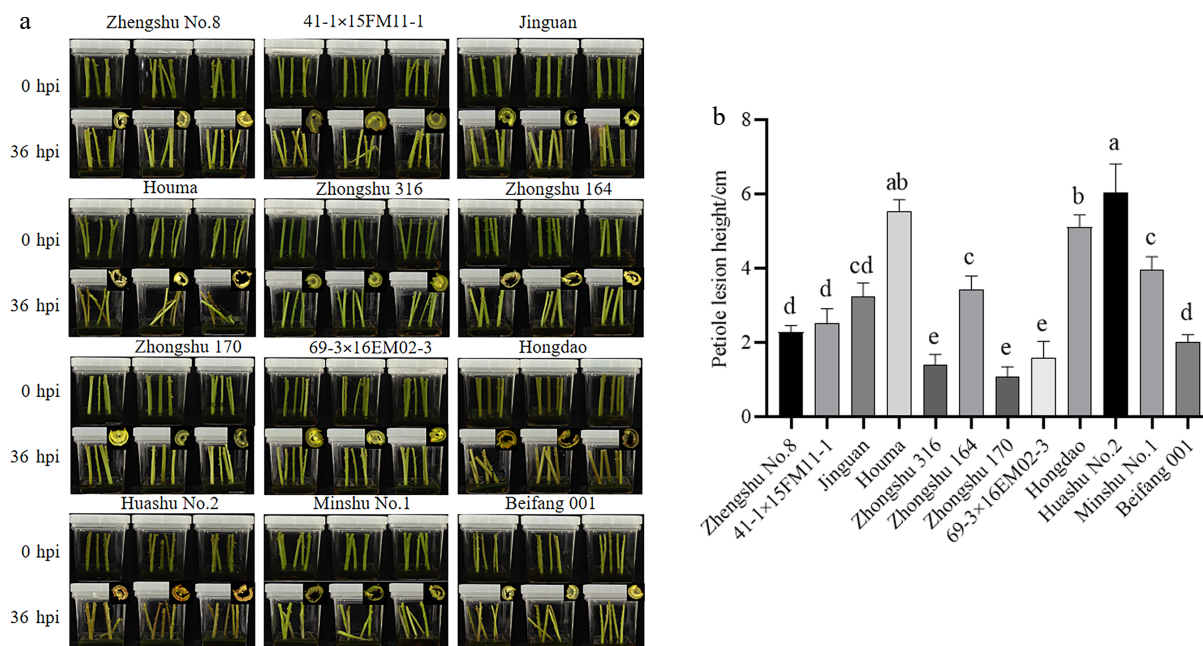 a
Zhengshu No.8 41-1×15FM11-1 Jinguan
0 hpi
36 hpi
Houma Zhongshu 316 Zhongshu 164
0 hpi
36 hpi
Zhongshu 170 69-3×16EM02-3 Hongdao
0 hpi
36 hpi
Huashu No.2 Minshu No.1 Beifang 001
0 hpi
36 hpi
b
Petiole lesion height/cm
8
6
4
2
0
d d cd ab e c e e b a c d
Zhengshu No.8
41-1×15FM11-1
Jinguan
Houma
Zhongshu 316
Zhongshu 164
Zhongshu 170
69-3×16EM02-3
Hongdao
Huashu No.2
Minshu No.1
Beifang 001